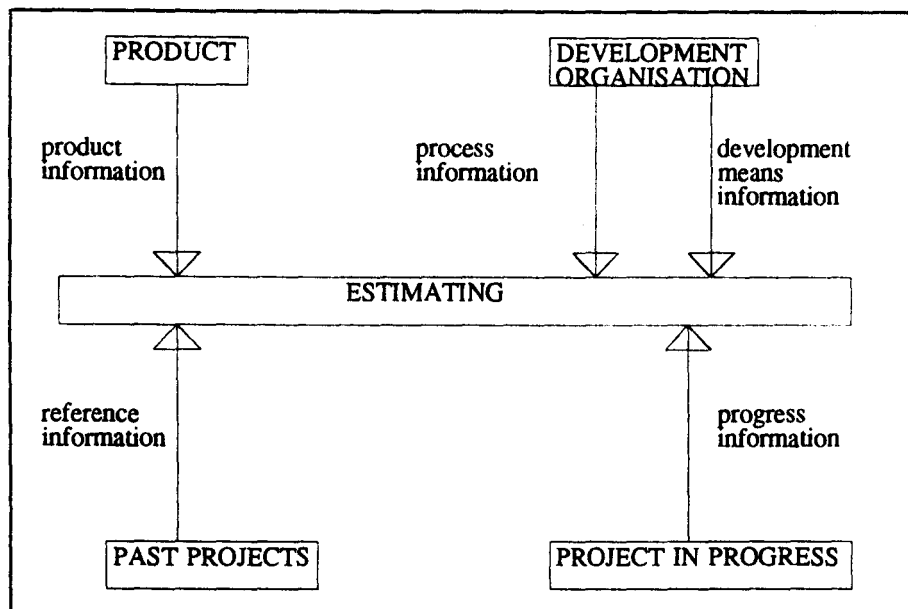 PRODUCT
DEVELOPMENT
ORGANISATION
product
information
process
information
development
means
information
ESTIMATING
reference
information
progress
information
PAST PROJECTS
PROJECT IN PROGRESS